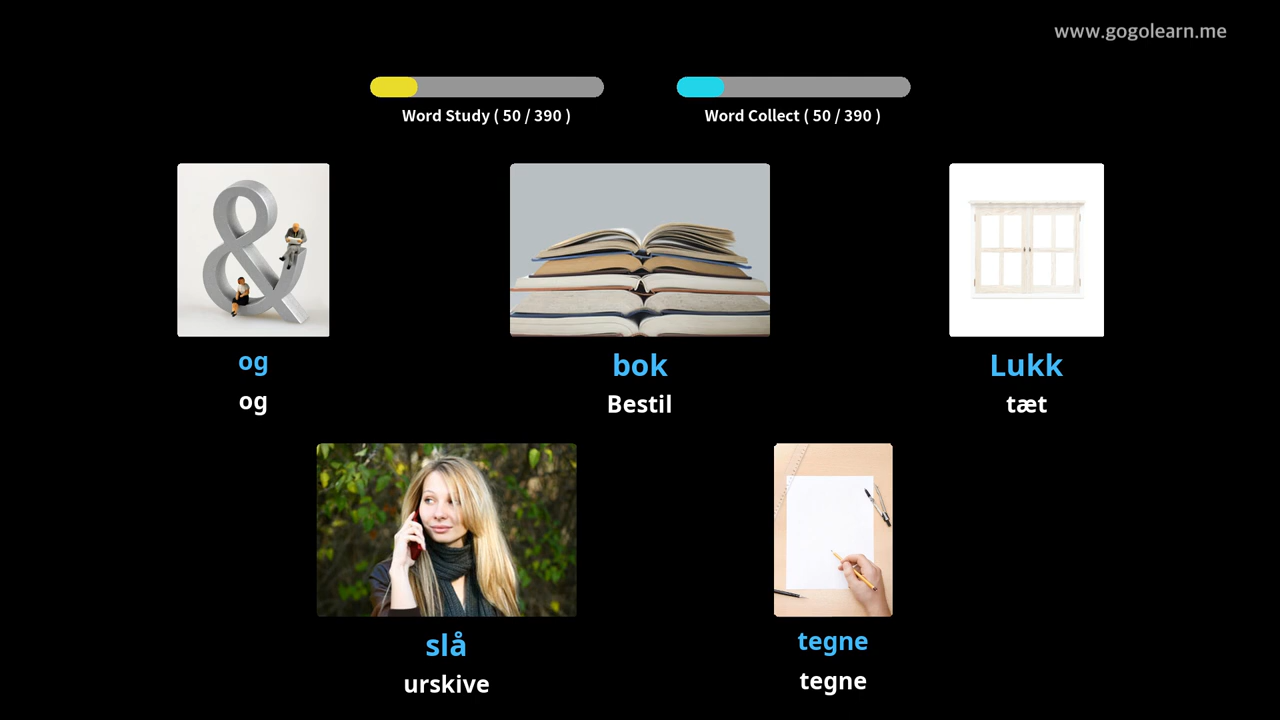 www.gogolearn.me
Word Study ( 50 / 390 )
Word Collect ( 50 / 390 )
og
og
bok
Bestil
Lukk
tæt
slå
urskive
tegne
tegne